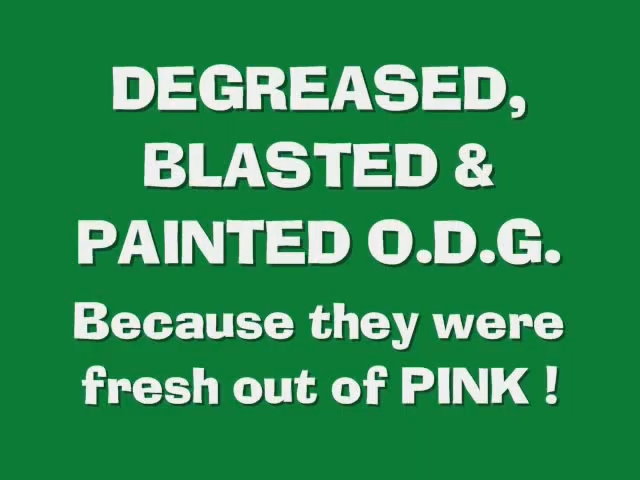 DEGREASED,
BLASTED &
PAINTED O.D.G.
Because they were
fresh out of PINK !